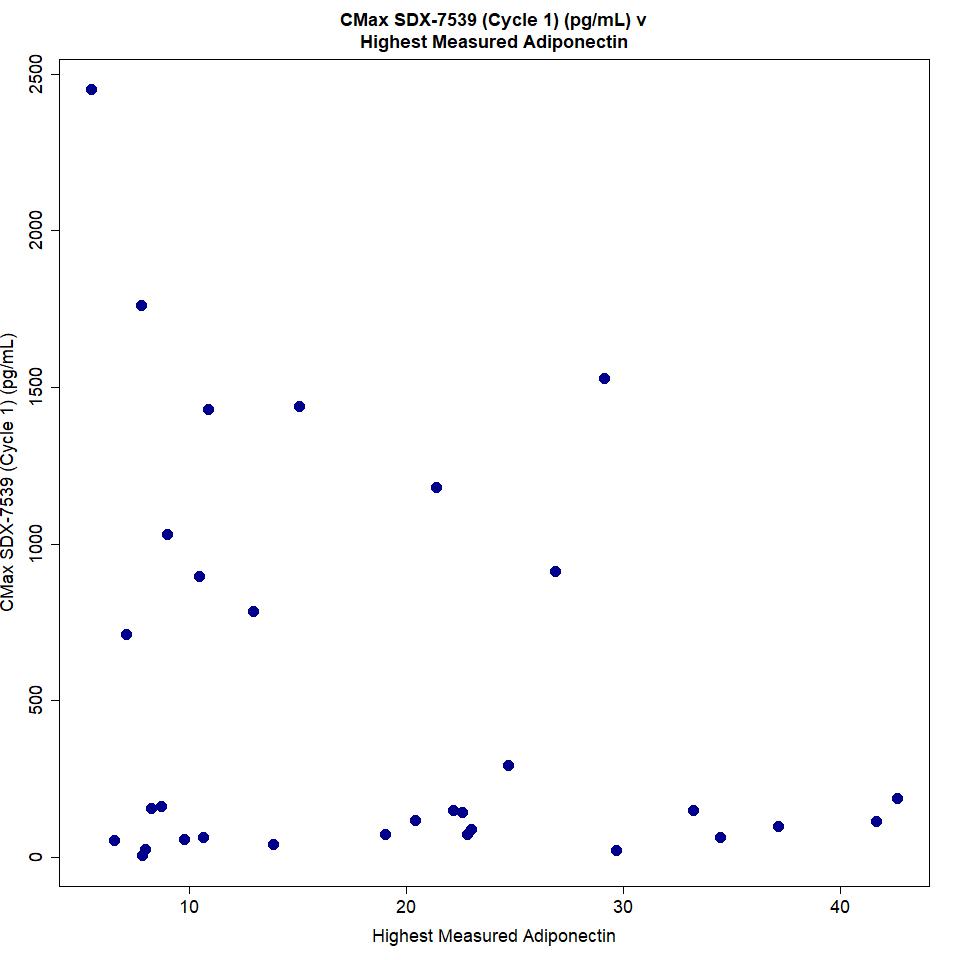 CMax SDX-7539 (Cycle 1) (pg/mL) v
Highest Measured Adiponectin
CMax SDX-7539 (Cycle 1) (pg/mL)
2500
2000
1500
1000
500
0
10
20
30
40
Highest Measured Adiponectin